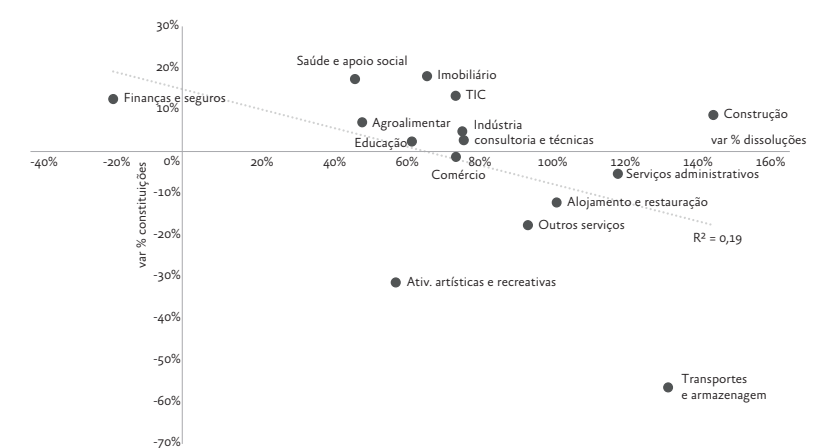 30%
Saúde e apoio social
20%
Imobiliário
TIC
Finanças e seguros
10%
Construção
Agroalimentar
Indústria
Educação
consultoria e técnicas
var % dissoluções
-40%
-20%
0%
20%
40%
60%
80%
100%
120%
140%
160%
Comércio
Serviços administrativos
-10%
var % constituições
Alojamento e restauração
-20%
Outros serviços
R² = 0,19
-30%
Ativ. artísticas e recreativas
-40%
-50%
Transportes
e armazenagem
-60%
-70%